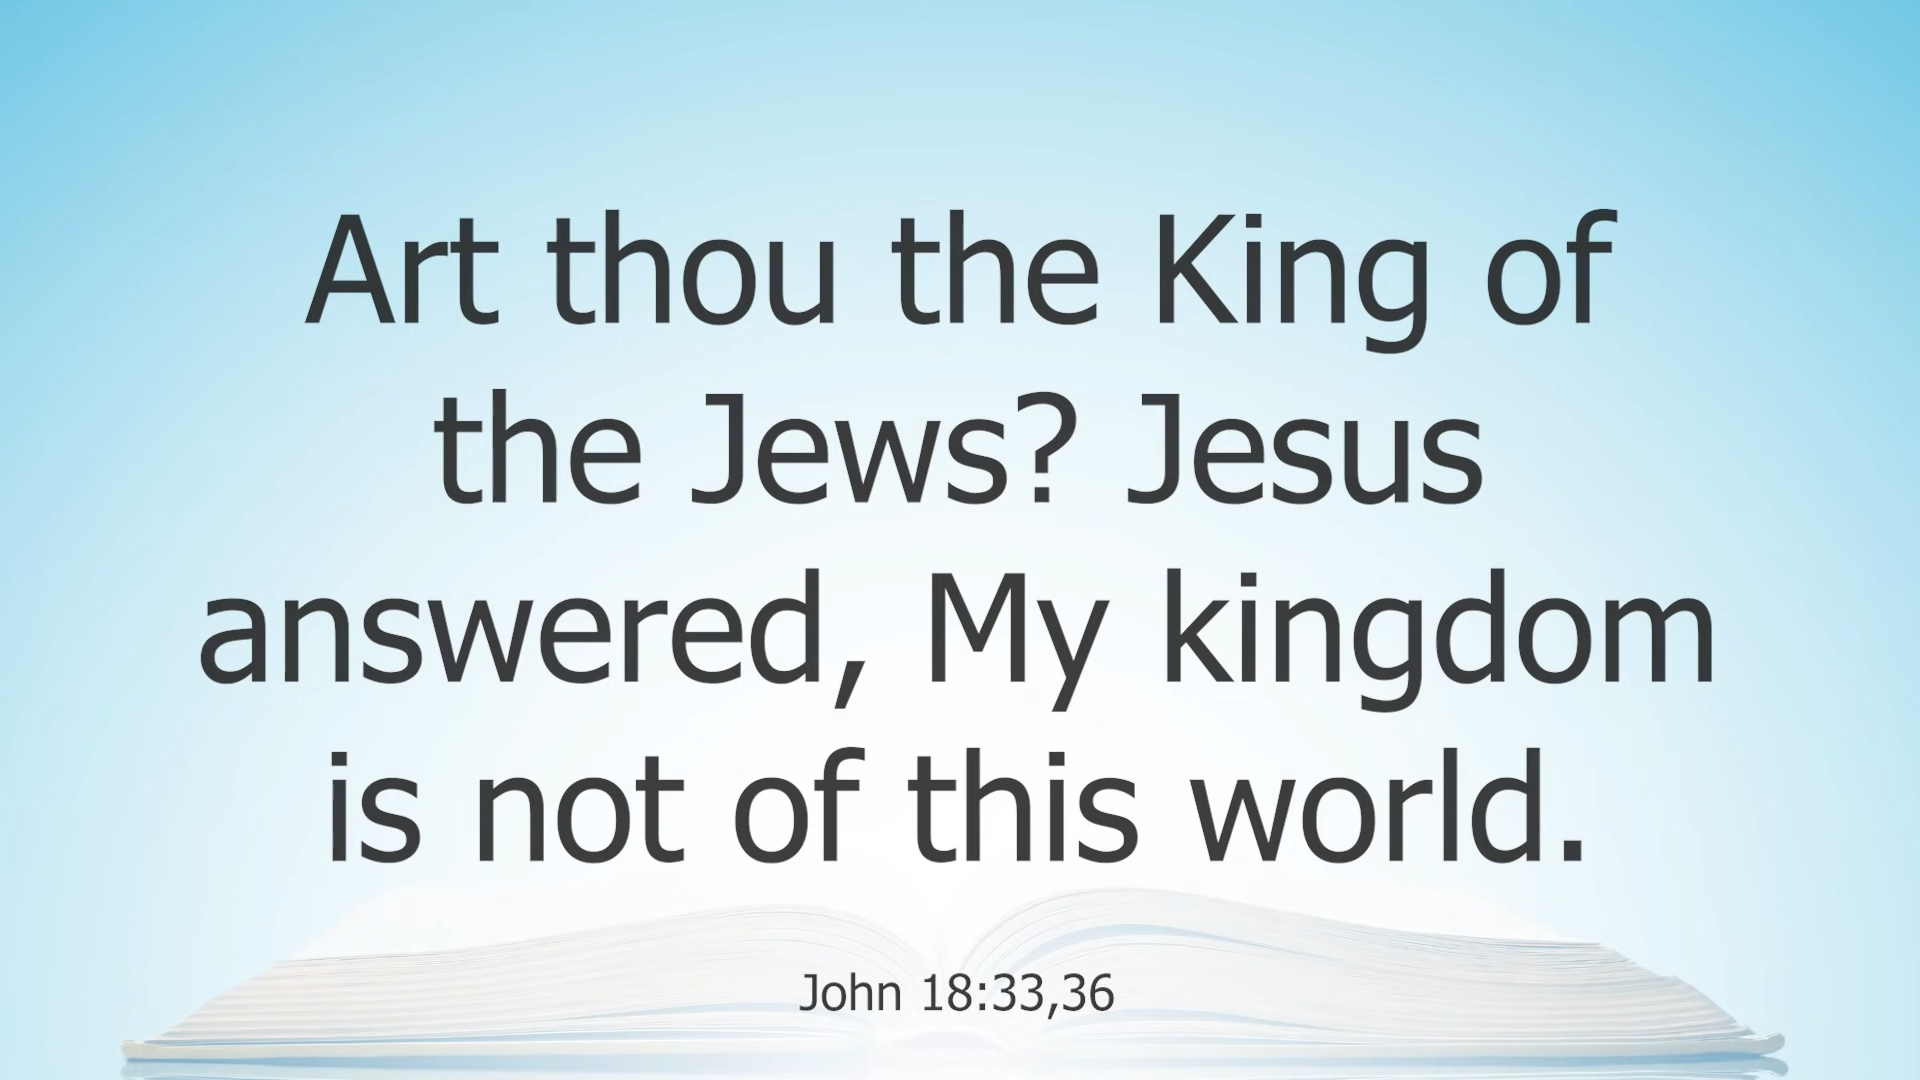 Art thou the King of
the Jews? Jesus
answered, My kingdom
is not of this world.
John 18:33,36